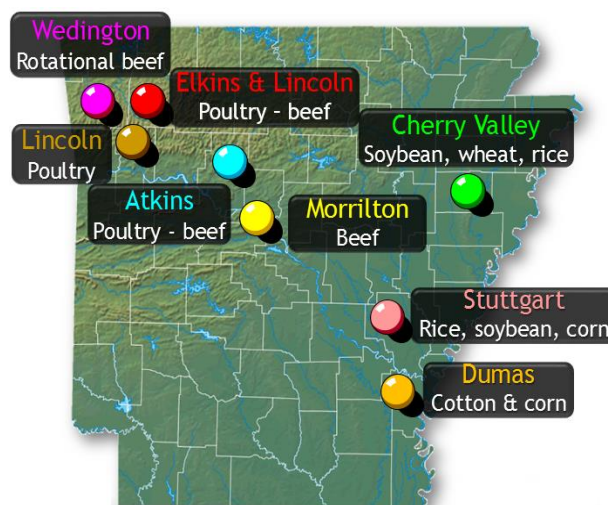 Wedington
Rotational beef
Elkins & Lincoln
Poultry - beef
Lincoln
Poultry
Cherry Valley
Soybean, wheat, rice
Atkins
Poultry - beef
Morrilton
Beef
Stuttgart
Rice, soybean, corn
Dumas
Cotton & corn